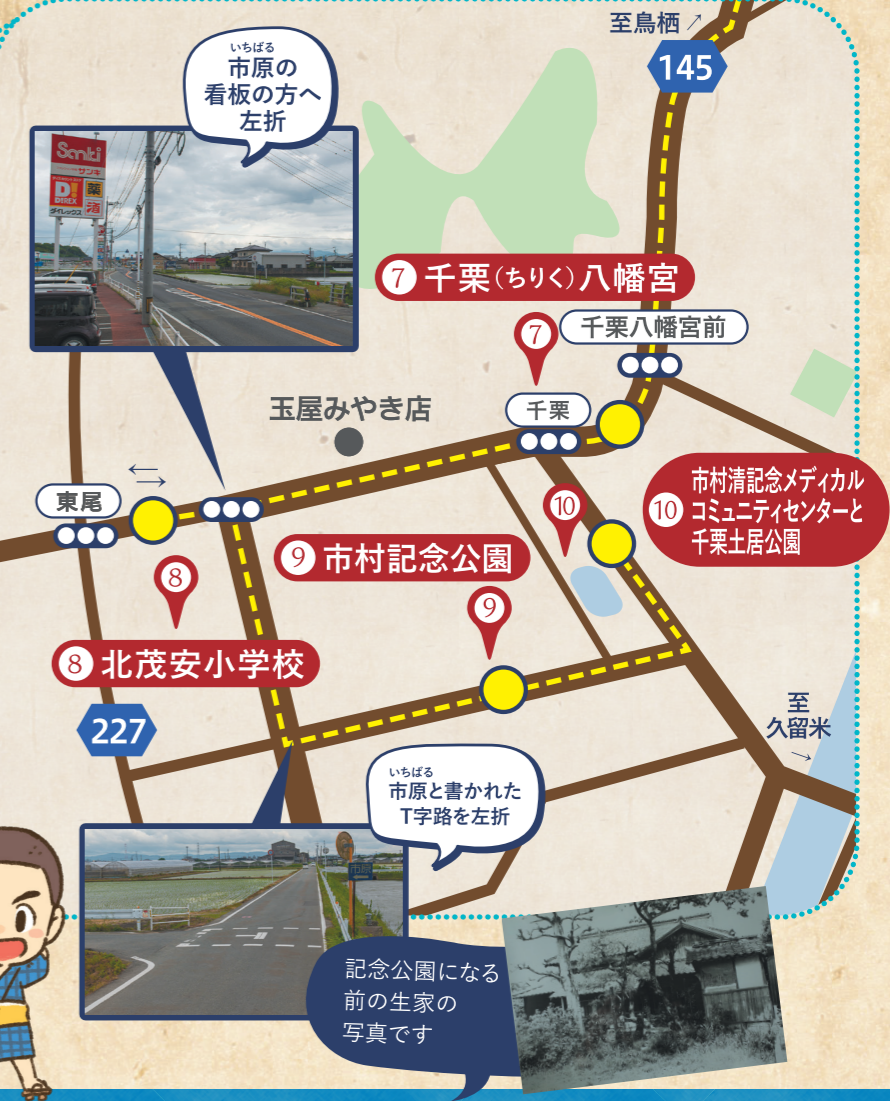 至鳥栖↗
145
いちばる
市原の
看板の方へ
左折
Sanki
サンキ
D!
DIREX
薬
酒
ダイレックス
7 千栗(ちりく)八幡宮
7
千栗八幡宮前
玉屋みやき店
千栗
←
→
東尾
10
10 市村清記念メディカル
コミュニティセンターと
千栗土居公園
9 市村記念公園
8
9
8 北茂安小学校
227
至
久留米
→
いちばる
市原と書かれた
T字路を左折
市原
記念公園になる
前の生家の
写真です